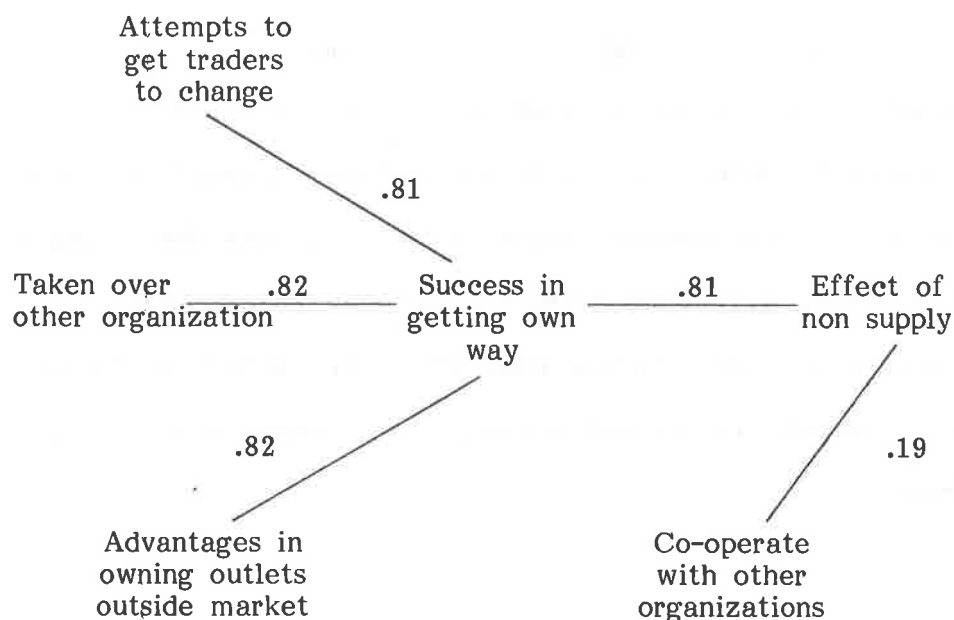 Attempts to
get traders
to change
.81
Taken over
other organization
.82
Success in
getting own
way
.81
Effect of
non supply
.82
.19
Advantages in
owning outlets
outside market
Co-operate
with other
organizations